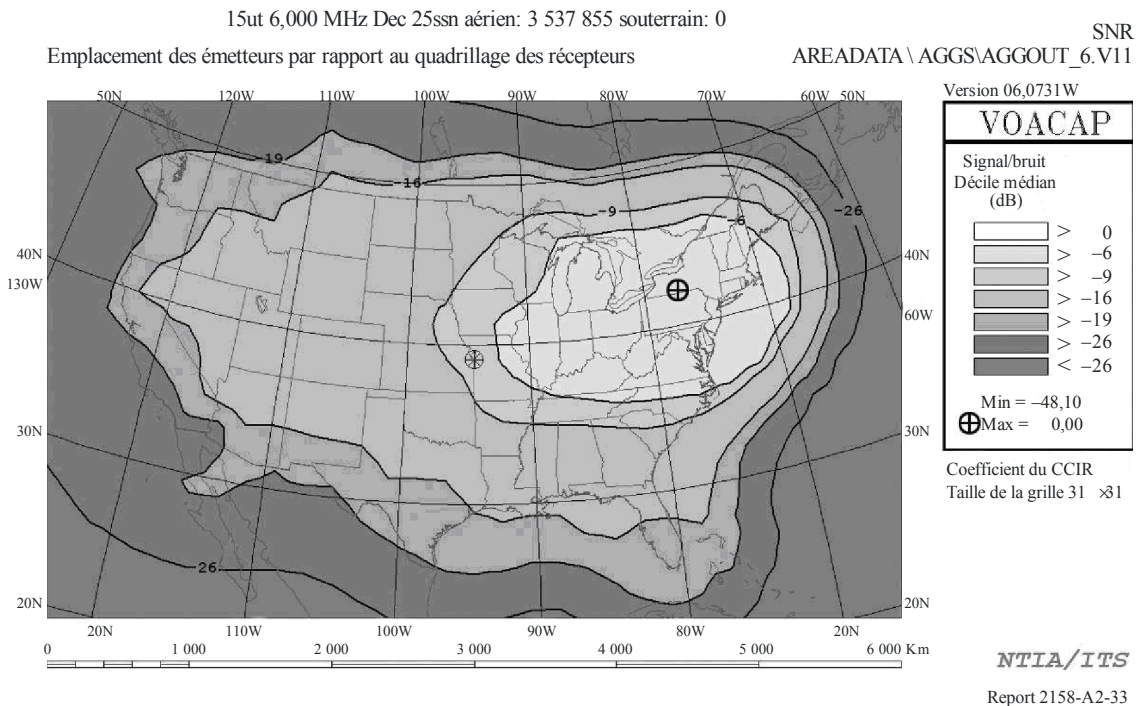 15ut 6,000 MHz Dec 25ssn aérien: 3 537 855 souterrain: 0
SNR
Emplacement des émetteurs par rapport au quadrillage des récepteurs
AREADATA \ AGGS\AGGOUT_6.V11
50N 120W 110W 100W 90W 80W 70W 60W 50N
Version 06,0731W
VOACAP
Signal/bruit
Décile médian
(dB)
> 0
> –6
> –9
> –16
> –19
> –26
< –26
Min = –48,10
Max = 0,00
Coefficient du CCIR
Taille de la grille 31 ×31
-19
-16
-9
-6
-26
40N 40N
130W
60W
30N 30N
26
20N 20N
20N 110W 100W 90W 80W 20N
0 1 000 2 000 3 000 4 000 5 000 6 000 Km
NTIA/ITS
Report 2158-A2-33